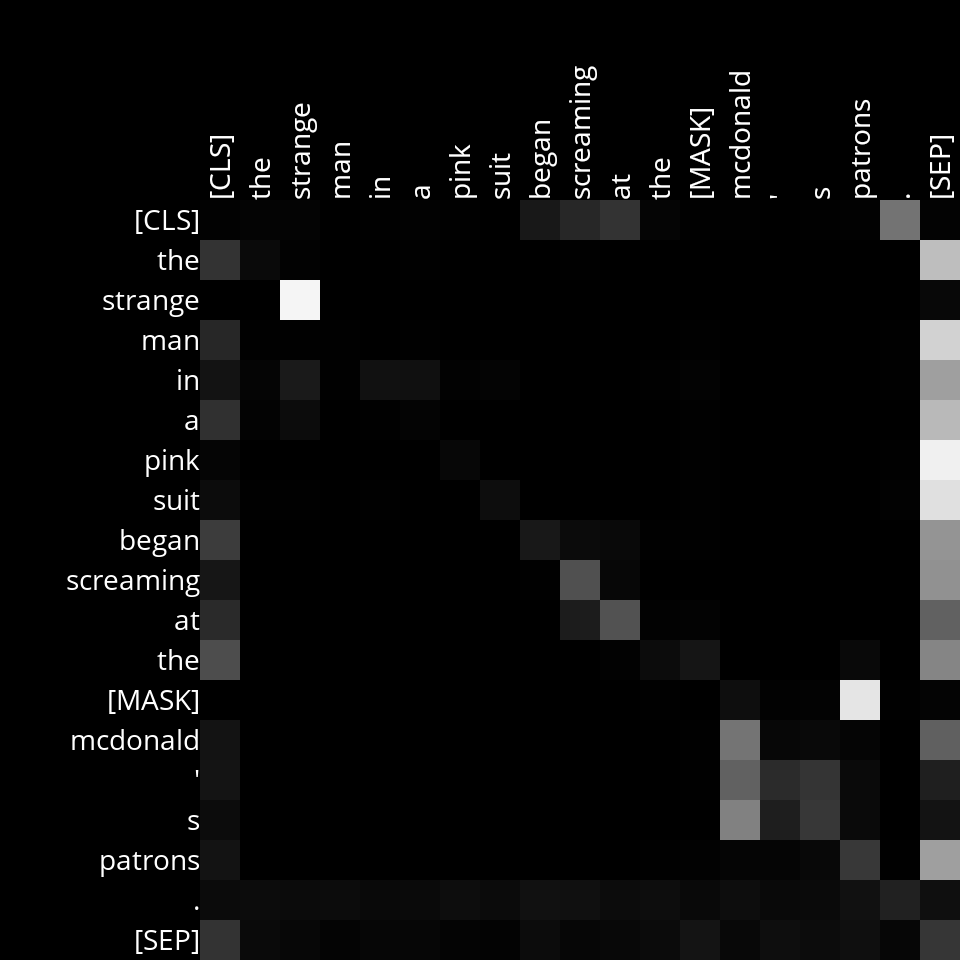 [CLS] the strange man in a pink suit began screaming at the [MASK] mcdonald ' s patrons . [SEP]
[CLS]
the
strange
man
in
a
pink
suit
began
screaming
at
the
[MASK]
mcdonald
'
s
patrons
.
[SEP]